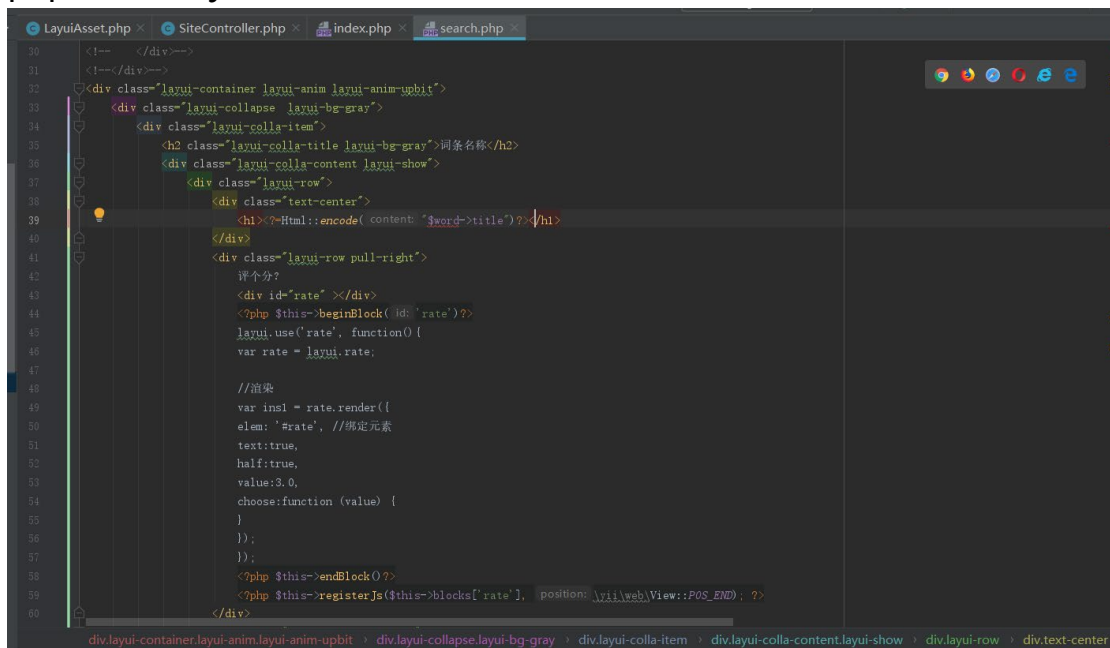 LayuiAsset.php × SiteController.php × index.php × search.php ×
30 <!-- </div>-->
31 <!--</div>-->
32 <div class="layui-container layui-anim layui-anim-upbit">
33 <div class="layui-collapse layui-bg-gray">
34 <div class="layui-colla-item">
35 <h2 class="layui-colla-title layui-bg-gray">词条名称</h2>
36 <div class="layui-colla-content layui-show">
37 <div class="layui-row">
38 <div class="text-center">
39 <h1><?=Html::encode( content: "$word->title")?></h1>
40 </div>
41 <div class="layui-row pull-right">
42 评个分?
43 <div id="rate" ></div>
44 <?php $this->beginBlock( id: 'rate')?>
45 layui.use('rate', function(){
46 var rate = layui.rate;
47
48 //渲染
49 var ins1 = rate.render({
50 elem: '#rate', //绑定元素
51 text:true,
52 half:true,
53 value:3.0,
54 choose:function (value) {
55 }
56 });
57 });
58 <?php $this->endBlock()?>
59 <?php $this->registerJs($this->blocks['rate'], position: \yii\web\View::POS_END); ?>
60 </div>
div.layui-container.layui-anim.layui-anim-upbit › div.layui-collapse.layui-bg-gray › div.layui-colla-item › div.layui-colla-content.layui-show › div.layui-row › div.text-center